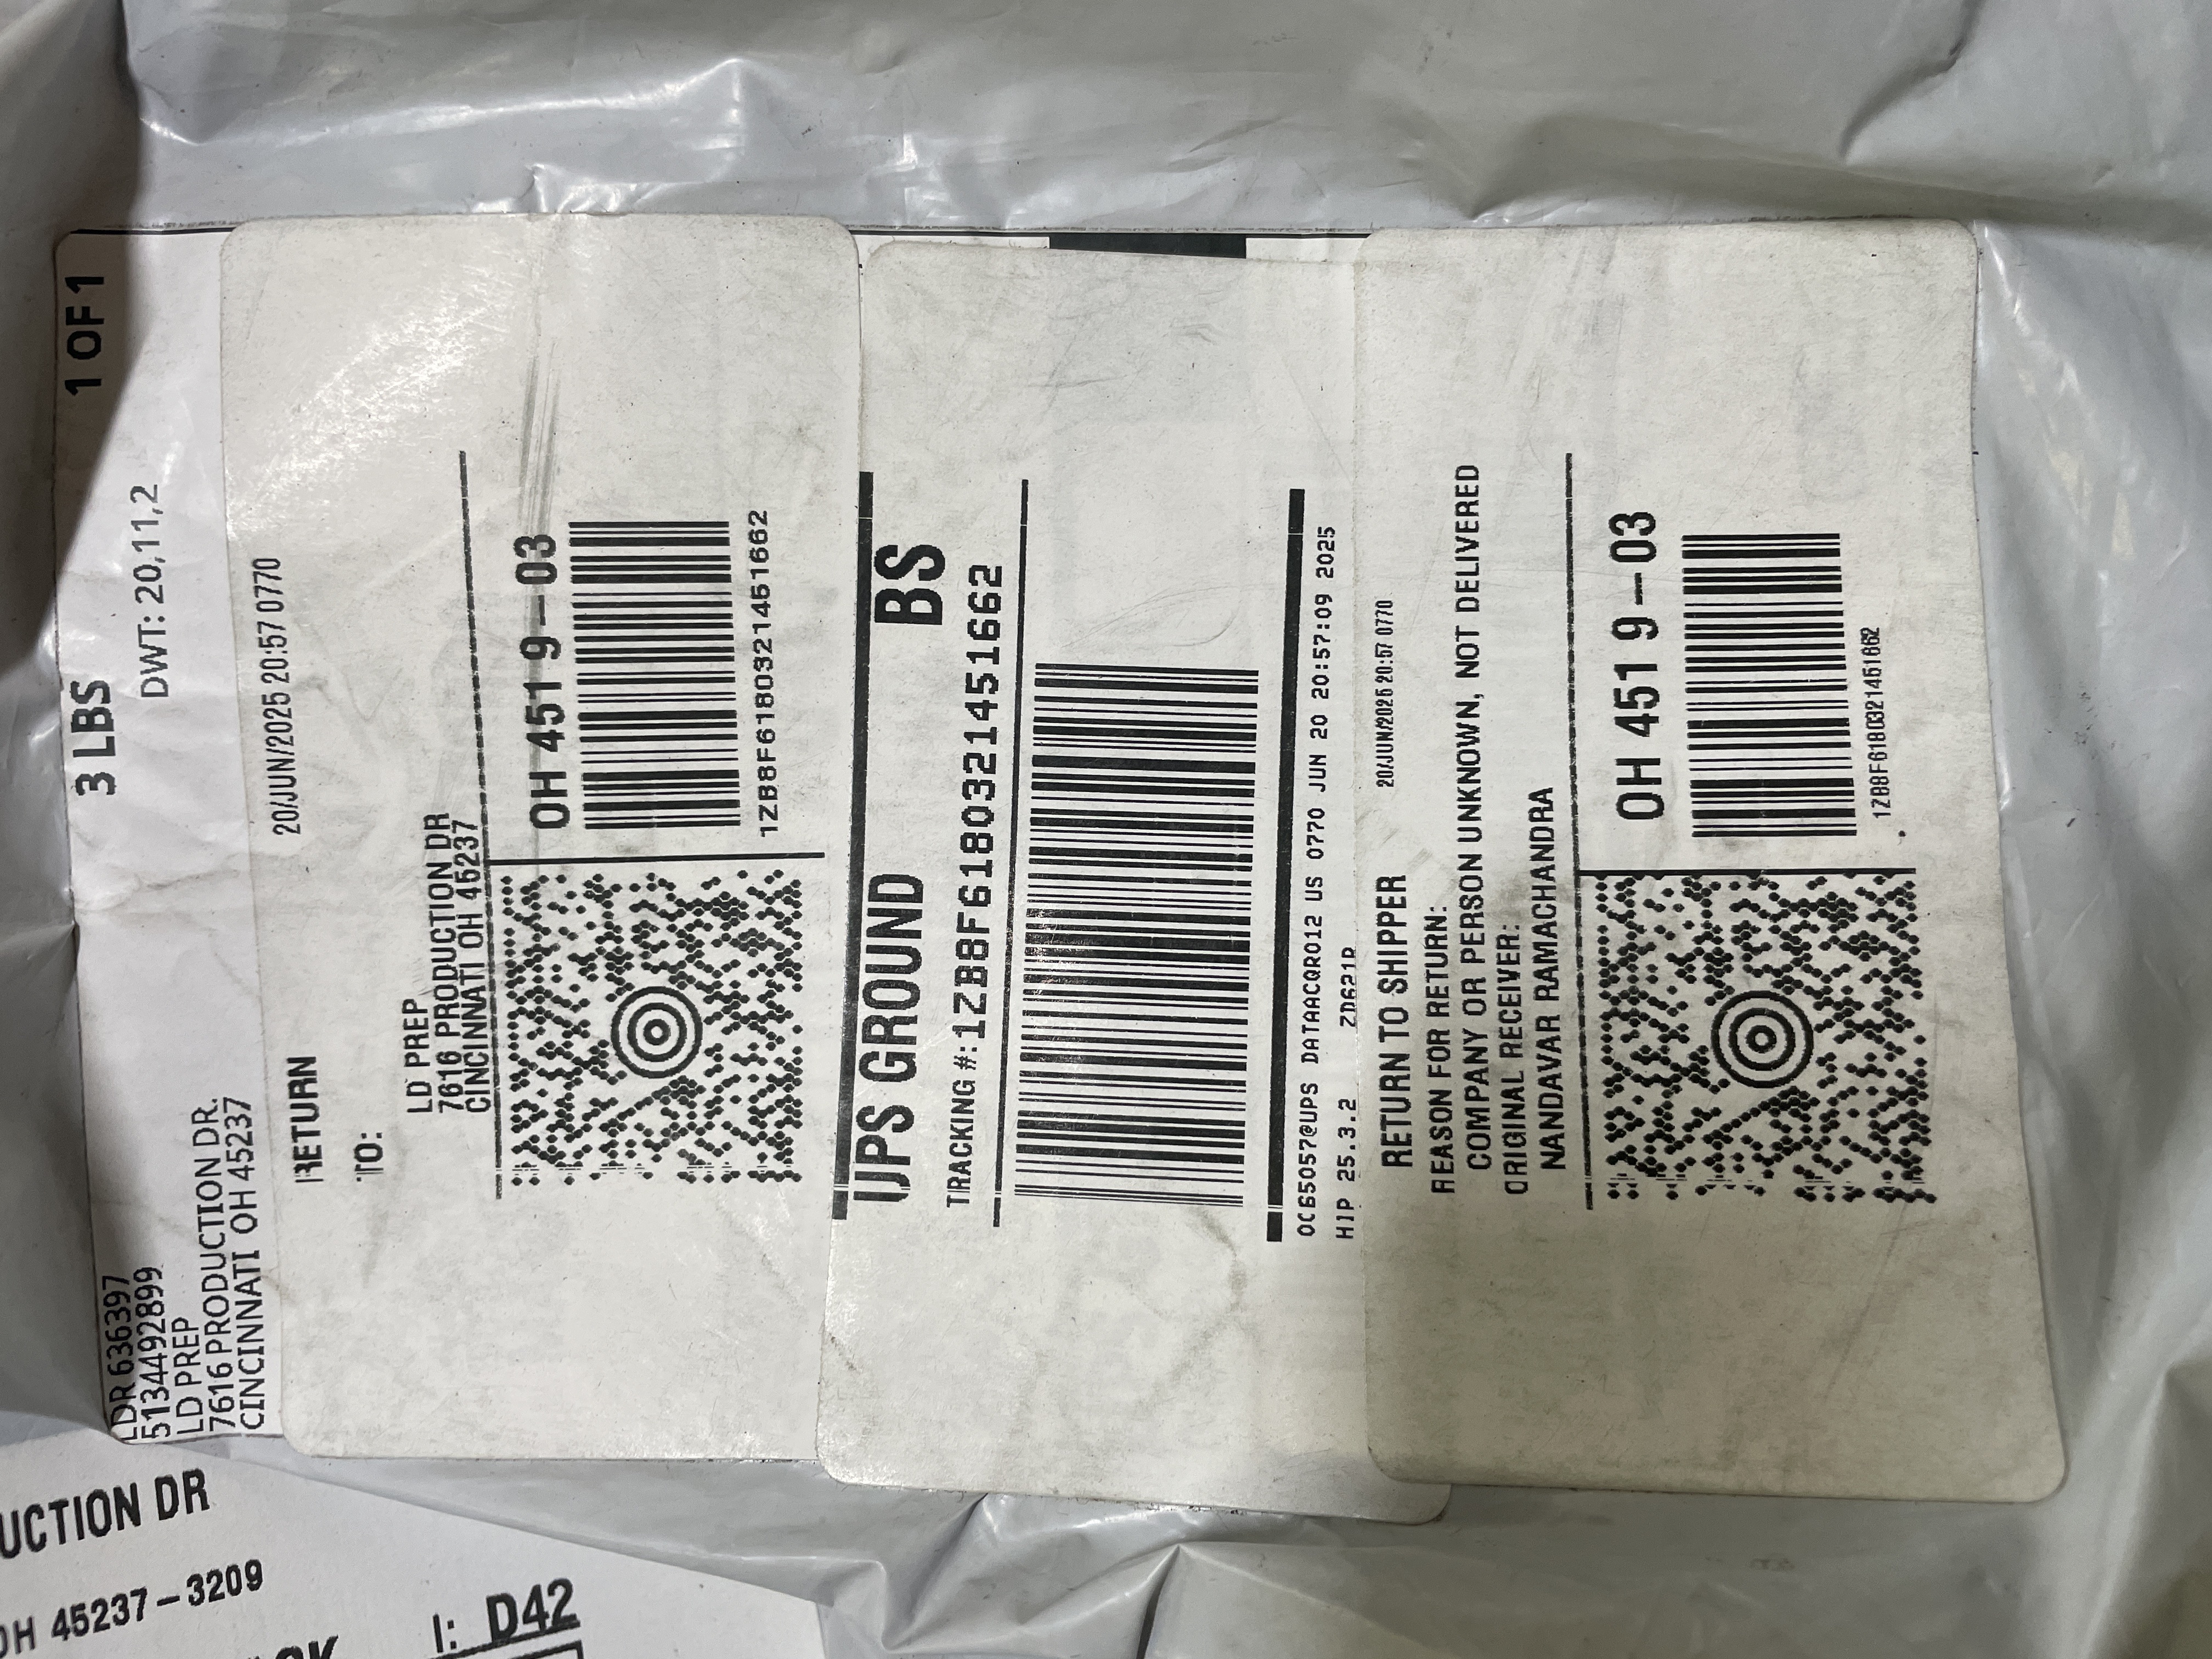 LDR 636397
5134492899
LD PREP
7616 PRODUCTION DR.
CINCINNATI OH 45237
3 LBS
1 OF 1
DWT: 20,11,2
20/JUN/2025 20:57 0770
RETURN
TO:
LD PREP
7616 PRODUCTION DR
CINCINNATI OH 45237
OH 451 9-03
1ZB8F6180321451662
UPS GROUND
BS
TRACKING #: 1ZB8F6180321451662
OC65057@UPS DATAACQR012 US 0770 JUN 20 20:57:09 2025
HIP 25.3.2 ZD621R
20/JUN/2025 20:57 0770
RETURN TO SHIPPER
REASON FOR RETURN:
COMPANY OR PERSON UNKNOWN, NOT DELIVERED
ORIGINAL RECEIVER:
NANDAVAR RAMACHANDRA
OH 451 9-03
1ZB8F6180321451662
UCTION DR
OH 45237-3209
I: D42